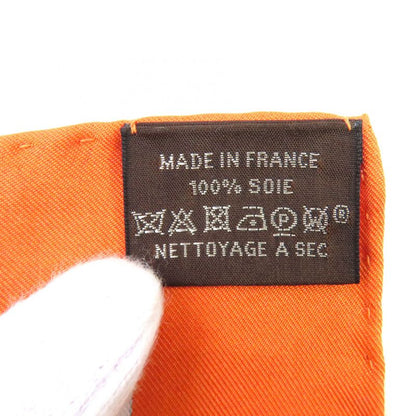 MADE IN FRANCE
100% SOIE
P W ®
NETTOYAGE A SEC